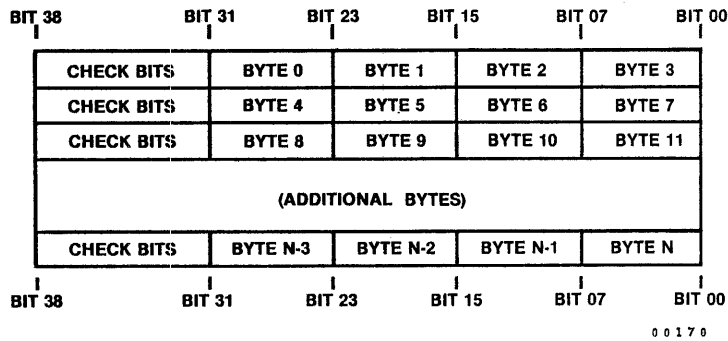 BIT 38 BIT 31 BIT 23 BIT 15 BIT 07 BIT 00
CHECK BITS BYTE 0 BYTE 1 BYTE 2 BYTE 3
CHECK BITS BYTE 4 BYTE 5 BYTE 6 BYTE 7
CHECK BITS BYTE 8 BYTE 9 BYTE 10 BYTE 11
(ADDITIONAL BYTES)
CHECK BITS BYTE N-3 BYTE N-2 BYTE N-1 BYTE N
BIT 38 BIT 31 BIT 23 BIT 15 BIT 07 BIT 00
00170